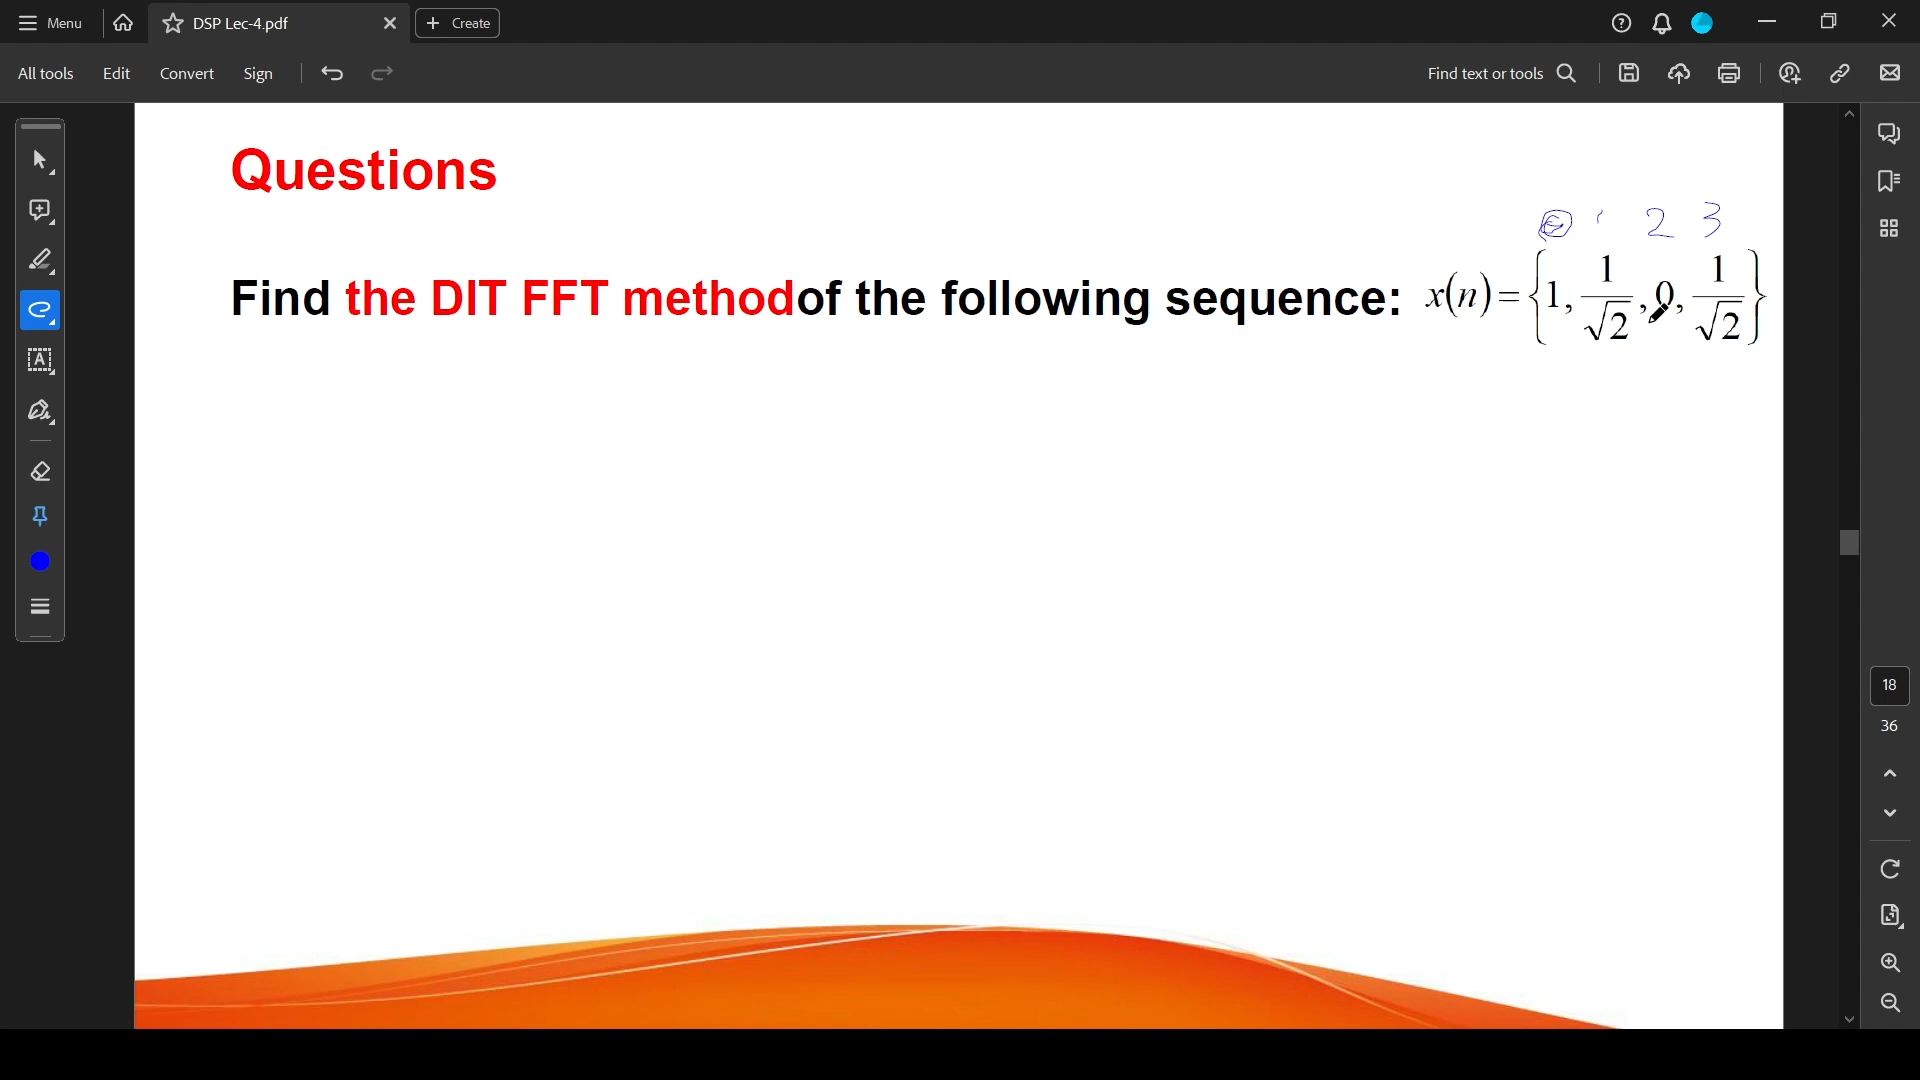 Menu
DSP Lec-4.pdf
Create
All tools
Edit
Convert
Sign
Find text or tools
Questions
1 2 3
Find the DIT FFT methodof the following sequence: x(n) = {1, 1/√2, 0, 1/√2}
A
18
36